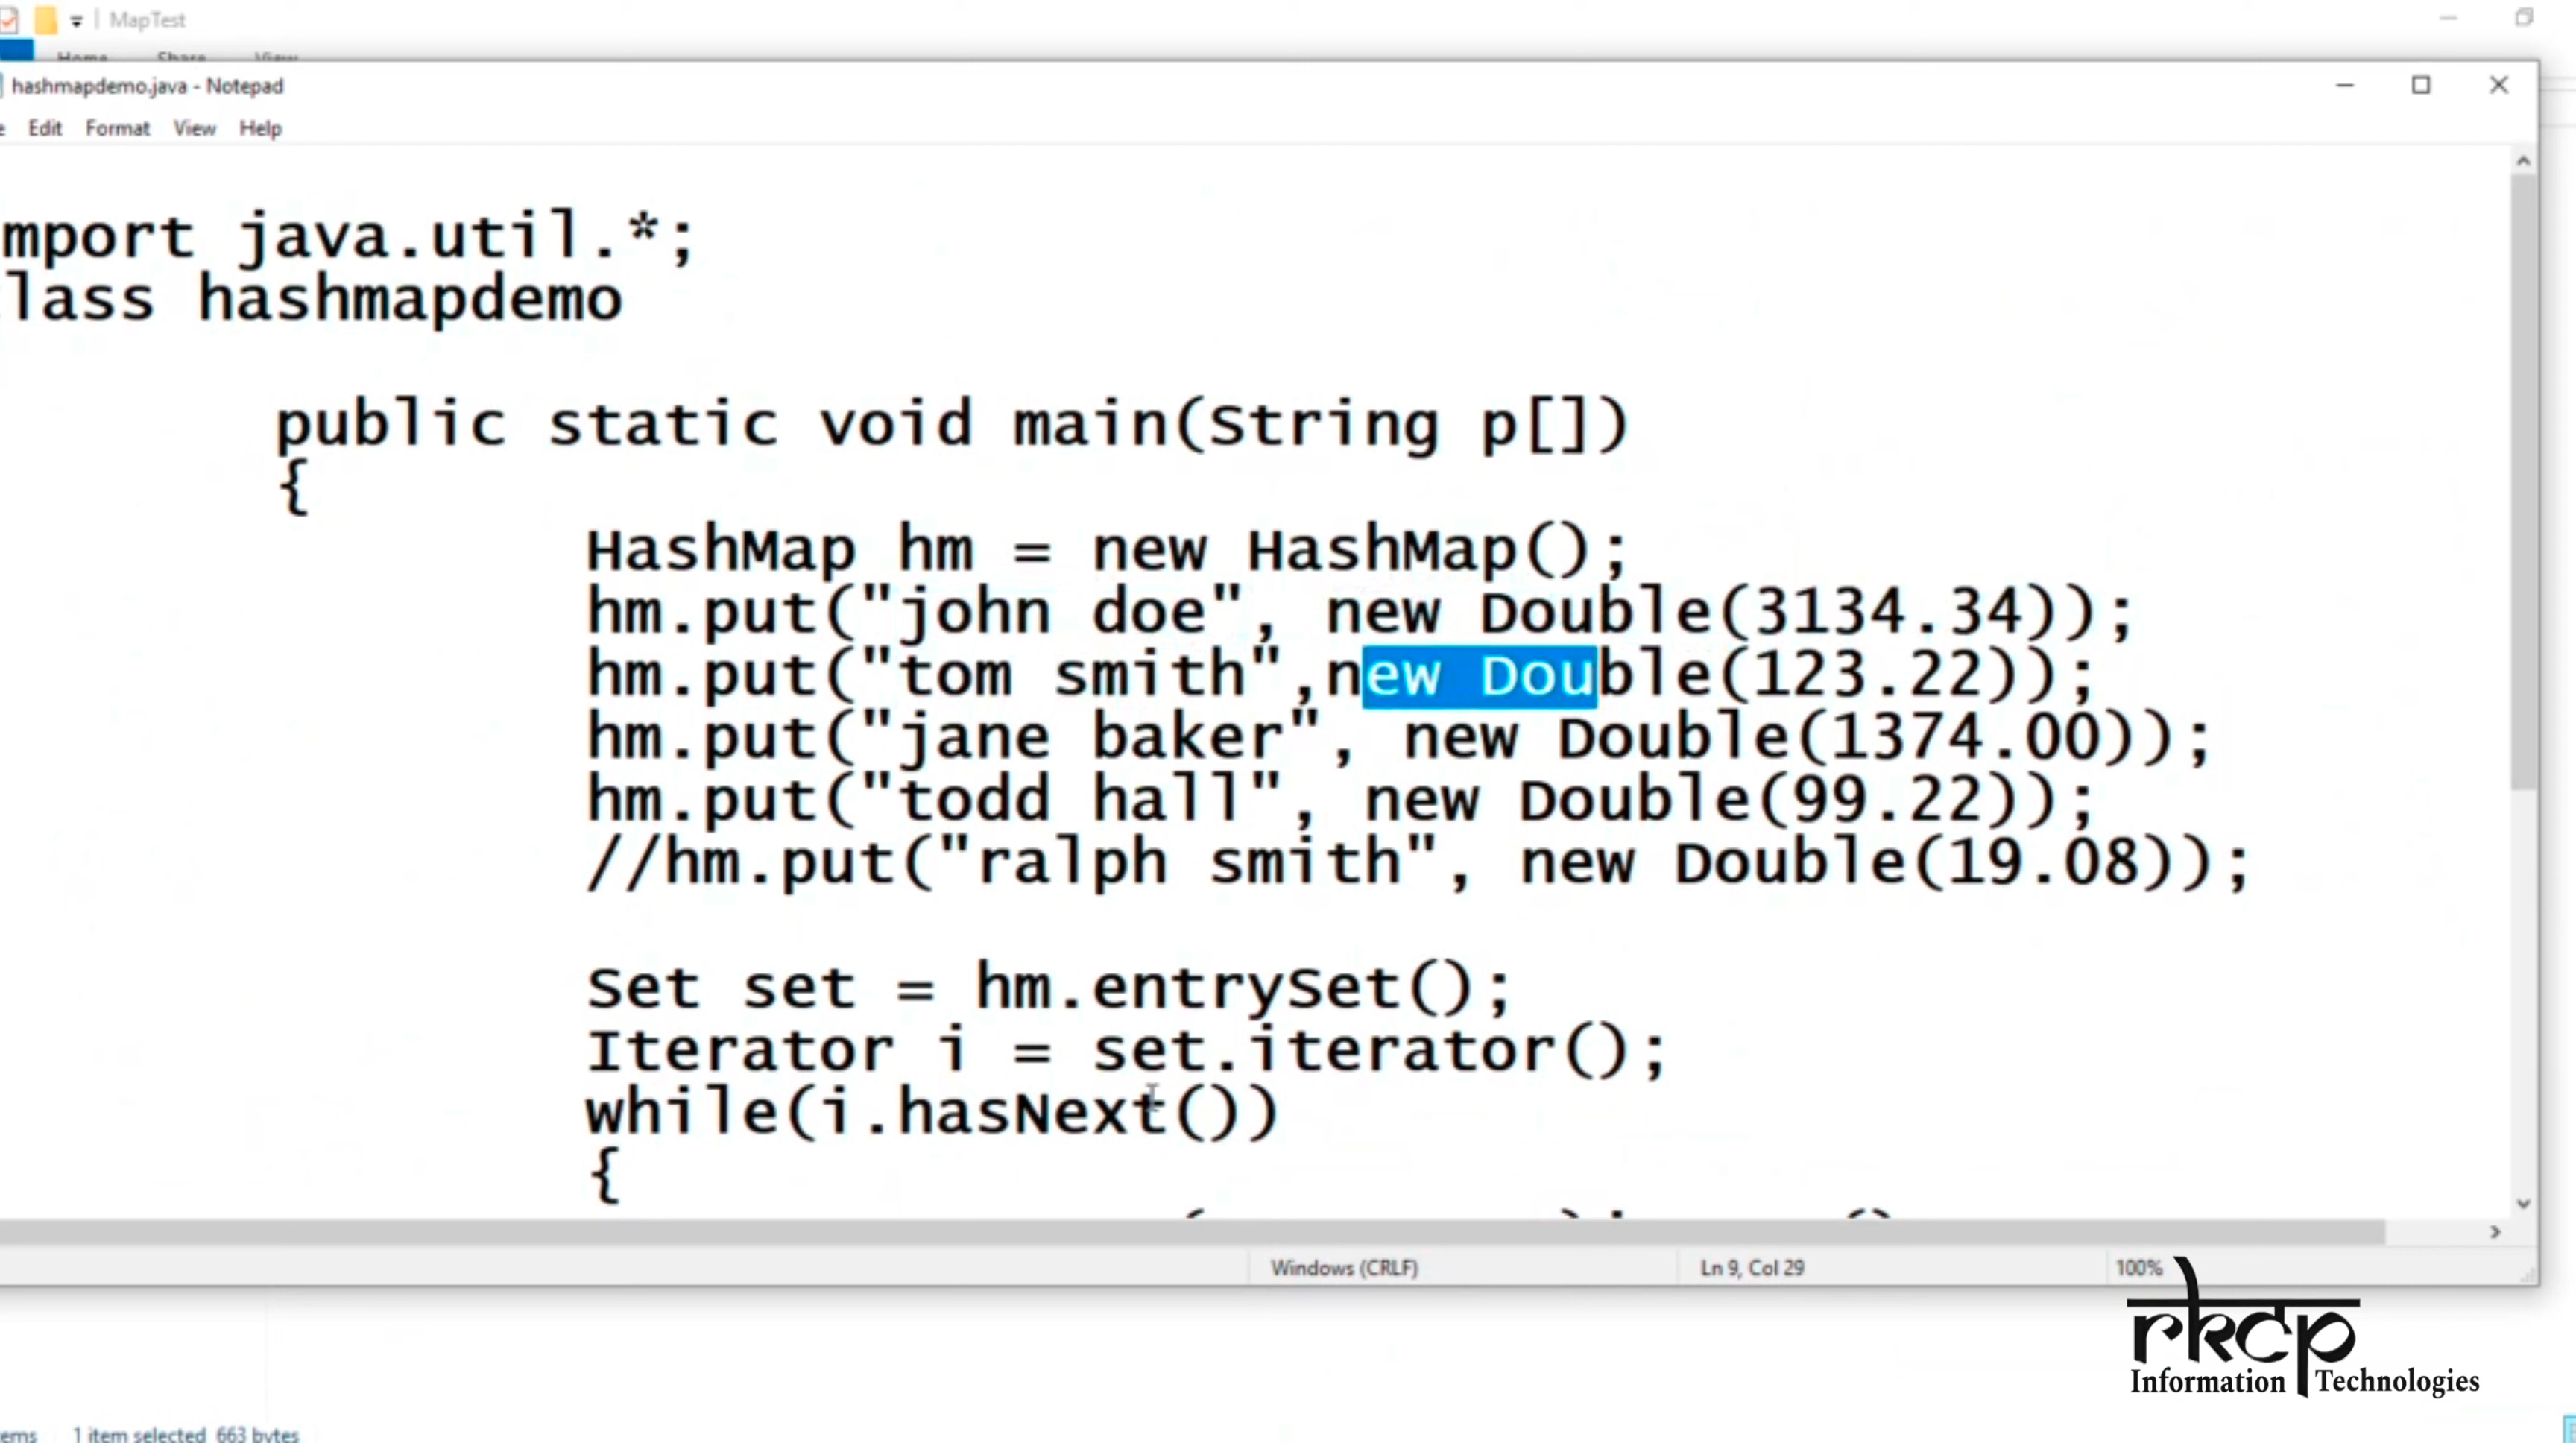 MapTest
Home Share View
hashmapdemo.java - Notepad
Edit Format View Help
mport java.util.*;
lass hashmapdemo
public static void main(String p[])
{
HashMap hm = new HashMap();
hm.put("john doe", new Double(3134.34));
hm.put("tom smith",new Double(123.22));
hm.put("jane baker", new Double(1374.00));
hm.put("todd hall", new Double(99.22));
//hm.put("ralph smith", new Double(19.08));
Set set = hm.entrySet();
Iterator i = set.iterator();
while(i.hasNext())
{
Windows (CRLF) Ln 9, Col 29 100%
rkcp
Information Technologies
ems 1 item selected 663 bytes